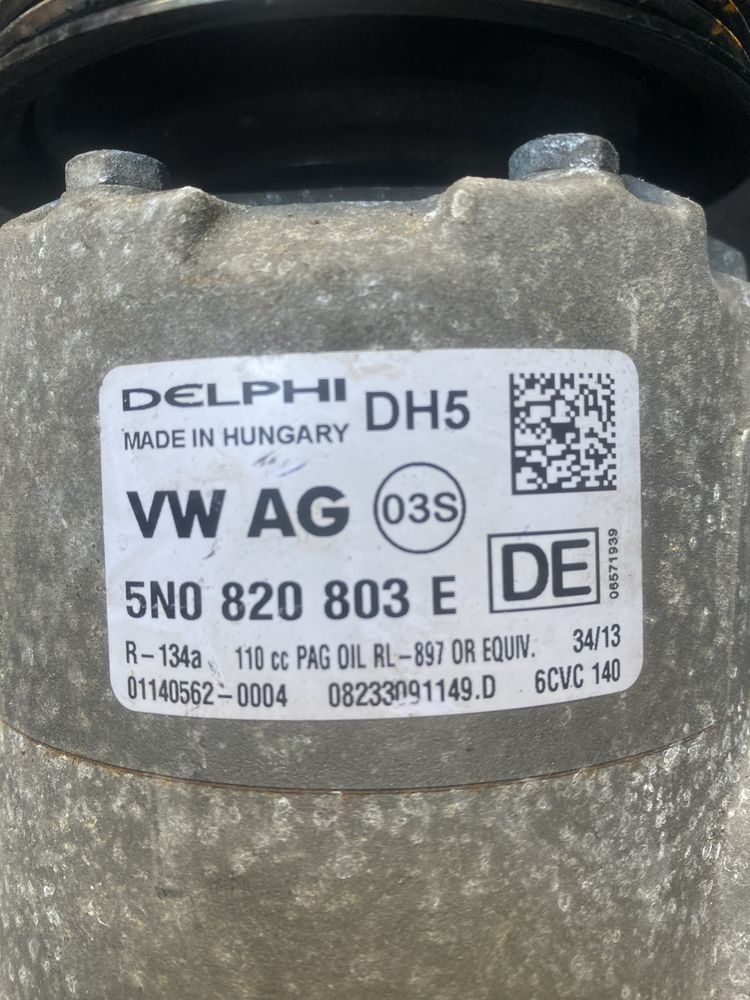 DELPHI DH5
MADE IN HUNGARY
VW AG 03S
5N0 820 803 E DE
06571939
R-134a 110 cc PAG OIL RL-897 OR EQUIV. 34/13
01140562-0004 08233091149.D 6CVC 140